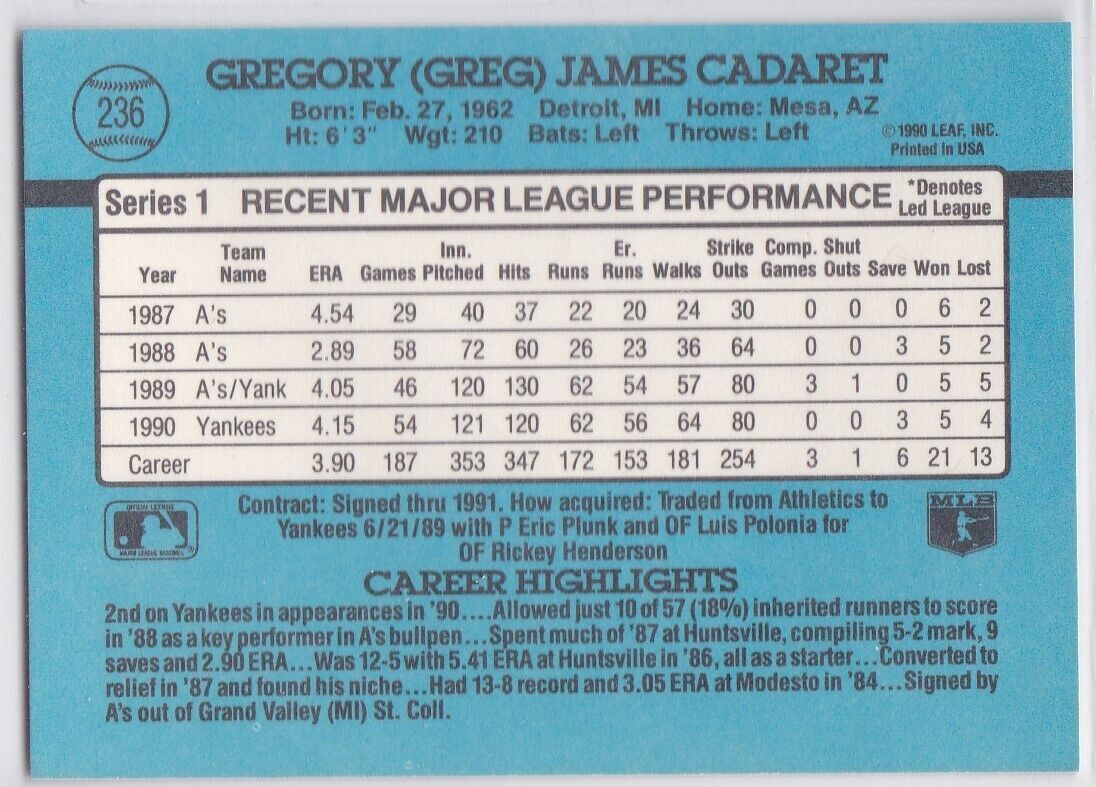 236
GREGORY (GREG) JAMES CADARET
Born: Feb. 27, 1962 Detroit, MI Home: Mesa, AZ
Ht: 6'3" Wgt: 210 Bats: Left Throws: Left
©1990 LEAF, INC.
Printed in USA
Series 1 RECENT MAJOR LEAGUE PERFORMANCE *Denotes Led League
Year Team Name ERA Games Inn. Pitched Hits Runs Er. Runs Walks Strike Outs Comp. Games Shut Outs Save Won Lost
1987 A's 4.54 29 40 37 22 20 24 30 0 0 0 6 2
1988 A's 2.89 58 72 60 26 23 36 64 0 0 3 5 2
1989 A's/Yank 4.05 46 120 130 62 54 57 80 3 1 0 5 5
1990 Yankees 4.15 54 121 120 62 56 64 80 0 0 3 5 4
Career 3.90 187 353 347 172 153 181 254 3 1 6 21 13
Contract: Signed thru 1991. How acquired: Traded from Athletics to
Yankees 6/21/89 with P Eric Plunk and OF Luis Polonia for
OF Rickey Henderson
OFFICIAL LICENSEE
MAJOR LEAGUE BASEBALL
MLB
CAREER HIGHLIGHTS
2nd on Yankees in appearances in '90....Allowed just 10 of 57 (18%) inherited runners to score
in '88 as a key performer in A's bullpen...Spent much of '87 at Huntsville, compiling 5-2 mark, 9
saves and 2.90 ERA...Was 12-5 with 5.41 ERA at Huntsville in '86, all as a starter...Converted to
relief in '87 and found his niche...Had 13-8 record and 3.05 ERA at Modesto in '84...Signed by
A's out of Grand Valley (MI) St. Coll.